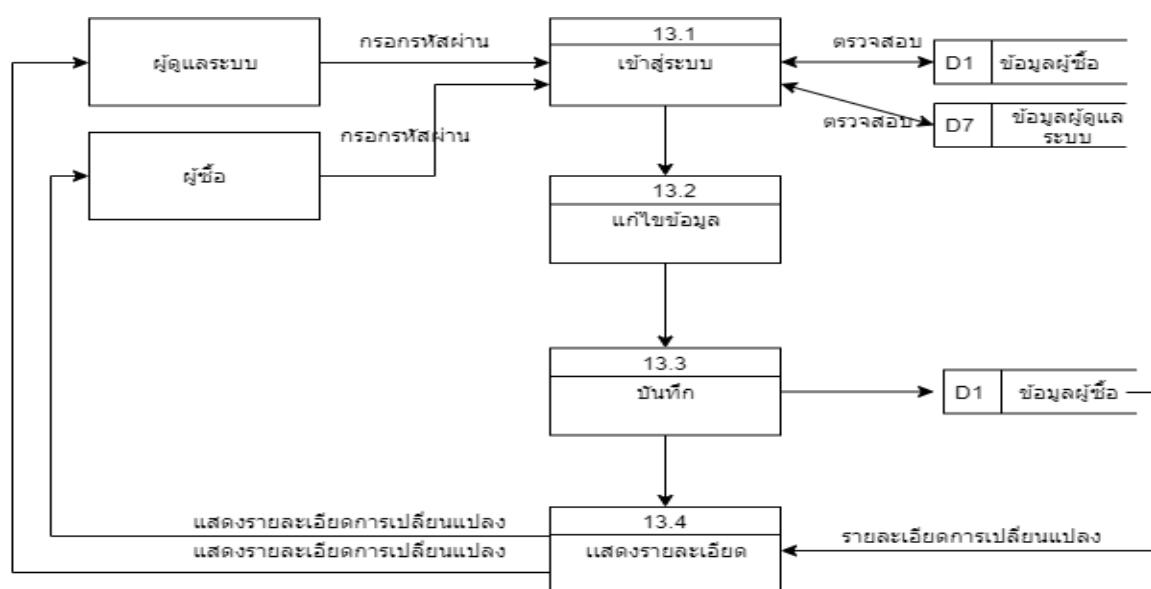 ผู้ดูแลระบบ
กรอกรหัสผ่าน
13.1
เข้าสู่ระบบ
ตรวจสอบ
D1 ข้อมูลผู้ซื้อ
ตรวจสอบ
D7 ข้อมูลผู้ดูแล
ระบบ
กรอกรหัสผ่าน
ผู้ซื้อ
13.2
แก้ไขข้อมูล
13.3
บันทึก
D1 ข้อมูลผู้ซื้อ
แสดงรายละเอียดการเปลี่ยนแปลง
แสดงรายละเอียดการเปลี่ยนแปลง
13.4
แสดงรายละเอียด
รายละเอียดการเปลี่ยนแปลง